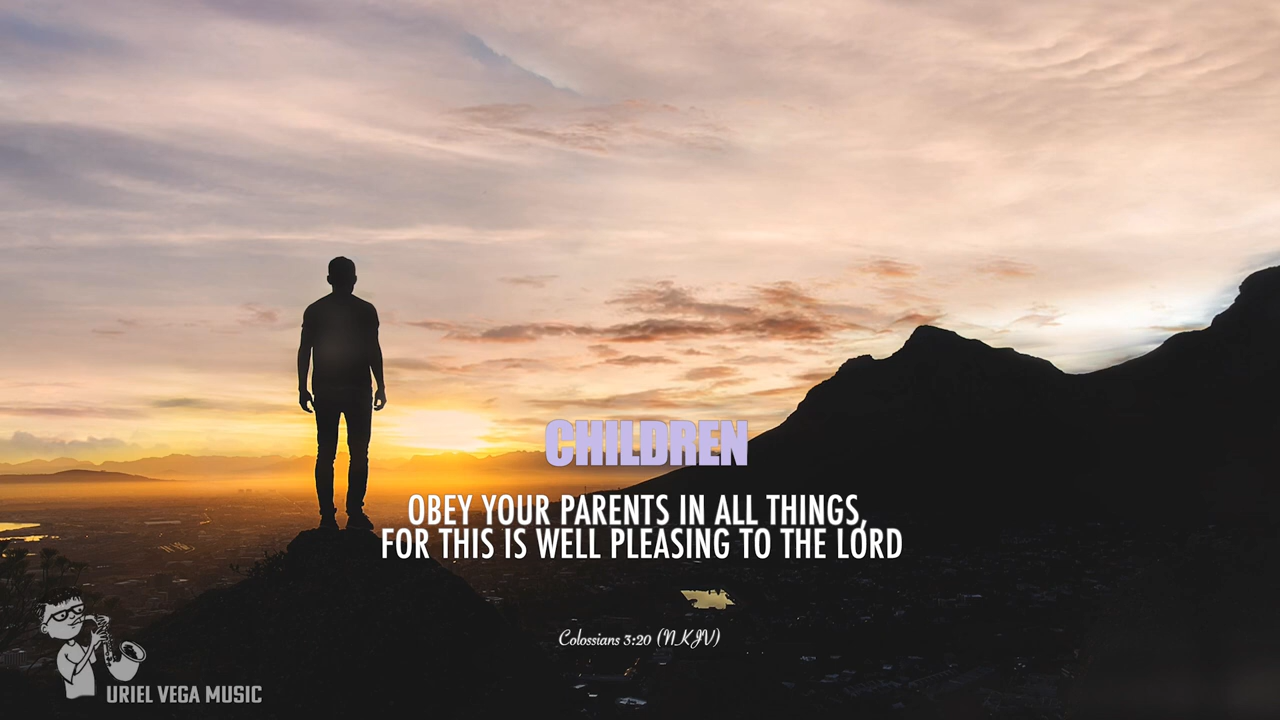 CHILDREN
OBEY YOUR PARENTS IN ALL THINGS,
FOR THIS IS WELL PLEASING TO THE LORD
Colossians 3:20 (NKJV)
URIEL VEGA MUSIC